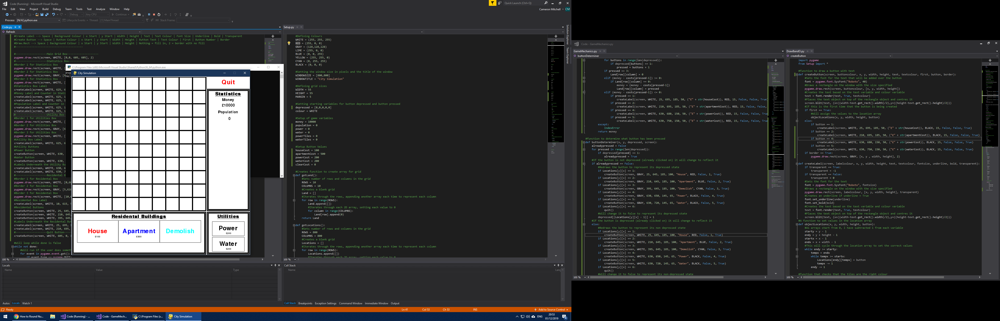 Code (Running) - Microsoft Visual Studio
Quick Launch (Ctrl+Q)
File Edit View Project Build Debug Team Tools Test Analyze Window Help
Cameron Mitchell CM
Debug Any CPU Continue
Process: [N/A] python.exe Lifecycle Events Thread: [1] MainThread Stack Frame:
Code.py
Refresh
#Create Label --> Space | Background Colour | x Start | y Start | Width | Height | Text | Text Colour | Font Size | Underline | Bold | Transparent
#Create Button --> Space | Button Colour | x Start | y Start | Width | Height | Button Text | Text Colour | First | Button Number | Border
#Draw.Rect --> Space | Background Colour | x Start | y Start | Width | Height | Nothing = fill in, 2 = border with no fill
#-------------------------------------------
#--------------------Main Grid Box--------------------
pygame.draw.rect(screen, WHITE, [0,0, 605, 605], 2)
#--------------------Statistics Box--------------------
#Border 1 for Statistics Box
pygame.draw.rect(screen, WHITE, [
#Border 2 for Statistics Box
pygame.draw.rect(screen, GRAY, [6
#Border 3 for Statistics Box
pygame.draw.rect(screen, WHITE, [
#Statistics Box Label
createLabel(screen, WHITE, 625, 6
#Money Label and Counter in Stati
createLabel(screen, WHITE, 625, 1
createLabel(screen, WHITE, 625, 1
#Population Label and Counter in
createLabel(screen, WHITE, 625, 1
createLabel(screen, WHITE, 625, 1
#--------------------Utility Box-
#Border 1 for Utilities Box
pygame.draw.rect(screen, WHITE, [
#Border 2 for Utilities Box
pygame.draw.rect(screen, GRAY, [6
#Border 3 for Utilities Box
pygame.draw.rect(screen, WHITE, [
#Utility Box Label
createLabel(screen, WHITE, 625, 6
#Utility Buttons
#Power Button
createButton(screen, WHITE, 630,
#Water Button
createButton(screen, WHITE, 630,
#Labels Underneath the Utility Bu
createLabel(screen, WHITE, 630, 6
createLabel(screen, WHITE, 630, 7
#--------------------Residental B
#Border 1 for Residental Box
pygame.draw.rect(screen, WHITE, [0,60
#Border 2 for Residental Box
pygame.draw.rect(screen, GRAY, [5,610
#Border 3 for Residental Box
pygame.draw.rect(screen, WHITE, [10,6
#Residental Box Label
createLabel(screen, WHITE, 10, 615, 5
#Residental Buttons
createButton(screen, WHITE, 25, 645,
createButton(screen, WHITE, 210, 645,
createButton(screen, WHITE, 395, 645,
#Labels Underneath the Residental But
createLabel(screen, WHITE, 25, 695, 1
createLabel(screen, WHITE, 210, 695,
#--------------------Quit Button-----
createButton(screen, WHITE, 605, 0, 1
#Will loop while done is false
while not done:
#Will run if the user does somet
for event in pygame.event.get():
if event.type == pygame.QUIT:
100 %
C:\Program Files (x86)\Microsoft Visual Studio\Shared\Python36_64\python.exe
pyg
Hel
City Simulation
Quit
Statistics
Money
£10000
Population
0
Residental Buildings
House
£100
Apartment
£500
Demolish
Utilities
Power
£200
Water
£200
Setup.py
#Defining Colours
WHITE = (255, 255, 255)
RED = (255, 0, 0)
GRAY = (128,128,128)
LIME = (255, 0, 0)
BLUE = (0, 0, 255)
YELLOW = (255, 255, 0)
CYAN = (0, 255, 255)
BLACK = (0, 0, 0)
#Setting the window size in pixels and the title of the window
WINDOWSIZE = [800,800]
WINDOWTITLE = "City Simulation"
#Defining grid sizes
WIDTH = 55
HEIGHT = 55
MARGIN = 5
#Setting starting variables for button depressed and button pressed
depressed = [0,0,0,0,0]
colour = WHITE
#Setup of game variables
money = 10000
population = 0
power = 0
water = 0
powerTiles = 0
waterTiles = 0
#Setup Button Values
houseCost = 100
apartmentCost = 500
powerCost = 200
waterCost = 200
clearCost = 0
#Creates function to create array for grid
def getLand():
#Sets number of rows and columns in the grid
ROWS = 10
COLUMNS = 10
#Creates a blank grid
Land = []
#Iterates through the rows, appending another array each time to represent each column
for row in range(ROWS):
Land.append([])
#Iterates through each 2D array, setting each value to 0
for column in range(COLUMNS):
Land[row].append(0)
return Land
def getLocations():
#Sets number of rows and columns in the grid
ROWS = 800
COLUMNS = 800
#Creates a blank grid
Locations = []
#Iterates through the rows, appending another array each time to represent each column
for row in range(ROWS):
Locations.append([])
#Iterates through each 2D array, setting each value to 0
100 %
Solution Explorer
Team Explorer
Locals
Name Value Type
Autos Locals Watch 1
Call Stack
Name Lang
Call Stack Breakpoints Exception Settings Command Window Immediate Window Output
Ready Ln 41 Col 53 Ch 53 INS Add to Source Control
How to Round Nu... Code (Running) - ... Code - GameMech... C:\Program Files (x... City Simulation
ENG 20:53
01/12/2019
4
Code - GameMechanics.py
GameMechanics.py
buttonDeterminer
for buttons in range(len(depressed)):
if depressed[buttons] == 1:
pressed = buttons + 1
if pressed == 3:
Land[row][column] = 0
elif (money - costs[pressed-1]) >= 0:
if Land[row][column] == 0:
money = (money - costs[pressed-1])
Land[row][column] = pressed
elif (money - costs[pressed-1]) <= 0:
if pressed == 1:
createLabel(screen, WHITE, 25, 695, 185, 50, ("£" + str(houseCost)), RED, 15, False, False, True)
if pressed == 2:
createLabel(screen, WHITE, 210, 695, 185, 50, ("£" + str(apartmentCost)), RED, 15, False, False,
if pressed == 4:
createLabel(screen, WHITE, 630, 680, 150, 50, ("£" + str(powerCost)), RED, 15, False, False, True
if pressed == 5:
createLabel(screen, WHITE, 630, 750, 150, 50, ("£" + str(waterCost)), RED, 15, False, False, True
except:
IndexError
return money
#function to determine what button has been pressed
def buttonDeterminer(x, y, depressed, screen):
alreadypressed = False
for pressed in range(len(depressed)):
if depressed[pressed] == 1:
alreadypressed = True
#If the button is not depressed (already clicked on) it will change to reflect it
if alreadypressed == False:
#Redraws the button to represent its depressed state
if Locations[y][x] == 1:
createButton(screen, GRAY, 25, 645, 185, 100, "House", RED, False, 1, True)
if Locations[y][x] == 2:
createButton(screen, GRAY, 210, 645, 185, 100, "Apartment", BLUE, False, 2, True)
if Locations[y][x] == 3:
createButton(screen, GRAY, 395, 645, 185, 100, "Demolish", CYAN, False, 3, True)
if Locations[y][x] == 4:
createButton(screen, GRAY, 630, 650, 145, 65, "Power", BLACK, False, 4, True)
if Locations[y][x] == 5:
createButton(screen, GRAY, 630, 720, 145, 65, "Water", BLACK, False, 5, True)
if Locations[y][x] == 6:
quit()
#Will change it to false to represent its depressed state
depressed[(Locations[y][x] - 1)] = 1
#If the button is depressed (already clicked on) it will change to reflect it
else:
#Redraws the button to represent its non depressed state
if Locations[y][x] == 1:
createButton(screen, WHITE, 25, 645, 185, 100, "House", RED, False, 1, True)
if Locations[y][x] == 2:
createButton(screen, WHITE, 210, 645, 185, 100, "Apartment", BLUE, False, 2, True)
if Locations[y][x] == 3:
createButton(screen, WHITE, 395, 645, 185, 100, "Demolish", CYAN, False, 3, True)
if Locations[y][x] == 4:
createButton(screen, WHITE, 630, 650, 145, 65, "Power", BLACK, False, 4, True)
if Locations[y][x] == 5:
createButton(screen, WHITE, 630, 720, 145, 65, "Water", BLACK, False, 5, True)
if Locations[y][x] == 6:
quit()
#Will change it to false to represent its non-depressed state
100 %
DrawBandO.py
createButton
import pygame
from Setup import *
#function to draw a button with text
def createButton(screen, buttoncolour, x, y, width, height, text, textcolour, first, button, border):
#Sets the font for the text that will be added over the button
font = pygame.font.SysFont("Roboto", 40)
#Draws a rectangle on the window with the size specified
pygame.draw.rect(screen, buttoncolour, [x, y, width, height])
#Creates the text based on the text variable and colour variable
text = font.render(text, True, textcolour)
#Places the text object on top of the rectangle object and centres it
screen.blit(text, (x+((width-text.get_rect().width)/2),y+((height-text.get_rect().height)/2)))
#If this is the first time that the button is being created
if first == True:
#Will assign the values to the location array
objectLocations(x, y, width, height, button)
else:
if button == 1:
createLabel(screen, WHITE, 25, 695, 185, 50, ("£" + str(houseCost)), BLACK, 15, False, False, True)
if button == 2:
createLabel(screen, WHITE, 210, 695, 185, 50, ("£" + str(apartmentCost)), BLACK, 15, False, False, True)
if button == 4:
createLabel(screen, WHITE, 630, 680, 150, 50, ("£" + str(powerCost)), BLACK, 15, False, False, True)
if button == 5:
createLabel(screen, WHITE, 630, 750, 150, 50, ("£" + str(waterCost)), BLACK, 15, False, False, True)
if border == True:
pygame.draw.rect(screen, GRAY, [x, y , width, height], 2)
def createLabel(screen, labelcolour, x, y, width, height, text, textcolour, fontsize, underline, bold, transparent):
if transparent == True:
transparent = -1
if transparent == False:
transparent = 0
#Sets the font for the text
font = pygame.font.SysFont("Roboto", fontsize)
#Draws a rectangle on the window with the size specified
pygame.draw.rect(screen, labelcolour, [x, y, width, height], transparent)
#Creates an underline if underline = True
font.set_underline(underline)
font.set_bold(bold)
#Creates the text based on the text variable and colour variable
text = font.render(text, True, textcolour)
#Places the text object on top of the rectangle object and centres it
screen.blit(text, (x+((width-text.get_rect().width)/2),y+((height-text.get_rect().height)/2)))
#A function to set values in the location array
def objectLocations(x, y, width, height, button):
#As arrays start from 0, I have subtracted 1 from each variable
starty = y - 1
endy = y + height - 1
startx = x - 1
endx = x + width - 1
#This will cycle through the location array to set the correct values
while endy >= starty:
tempx = endx
while tempx >= startx:
Locations[endy][tempx] = button
tempx -= 1
endy -= 1
#function that checks that the tiles are the right colour
100 %